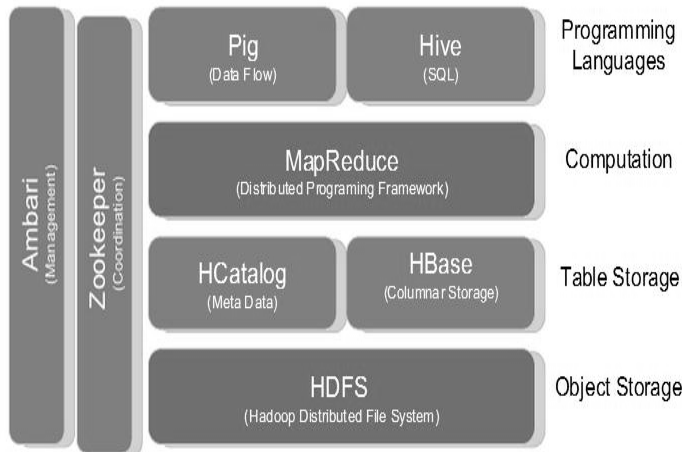 Ambari
(Management)
Zookeeper
(Coordination)
Pig
(Data Flow)
Hive
(SQL)
Programming
Languages
MapReduce
(Distributed Programing Framework)
Computation
HCatalog
(Meta Data)
HBase
(Columnar Storage)
Table Storage
HDFS
(Hadoop Distributed File System)
Object Storage